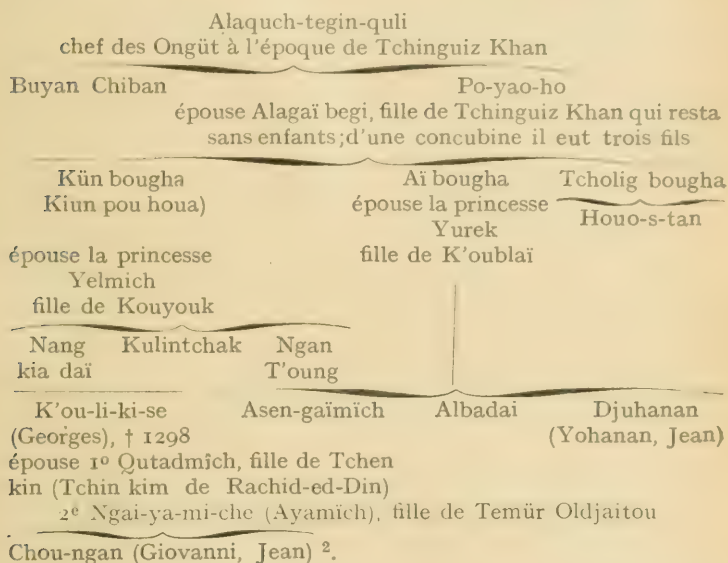 Alaquch-tegin-quli
chef des Ongüt à l'époque de Tchinguiz Khan
Buyan Chiban Po-yao-ho
épouse Alagaï begi, fille de Tchinguiz Khan qui resta
sans enfants; d'une concubine il eut trois fils
Kün bougha Aï bougha Tcholig bougha
Kiun pou houa) épouse la princesse Houo-s-tan
Yurek
épouse la princesse fille de K'oublaï
Yelmich
fille de Kouyouk
Nang Kulintchak Ngan
kia daï T'oung
K'ou-li-ki-se Asen-gaïmïch Albadai Djuhanan
(Georges), † 1298 (Yohanan, Jean)
épouse 1º Qutadmîch, fille de Tchen
kin (Tchin kim de Rachid-ed-Din)
2e Ngai-ya-mi-che (Ayamïch), fille de Temür Oldjaitou
Chou-ngan (Giovanni, Jean) ².